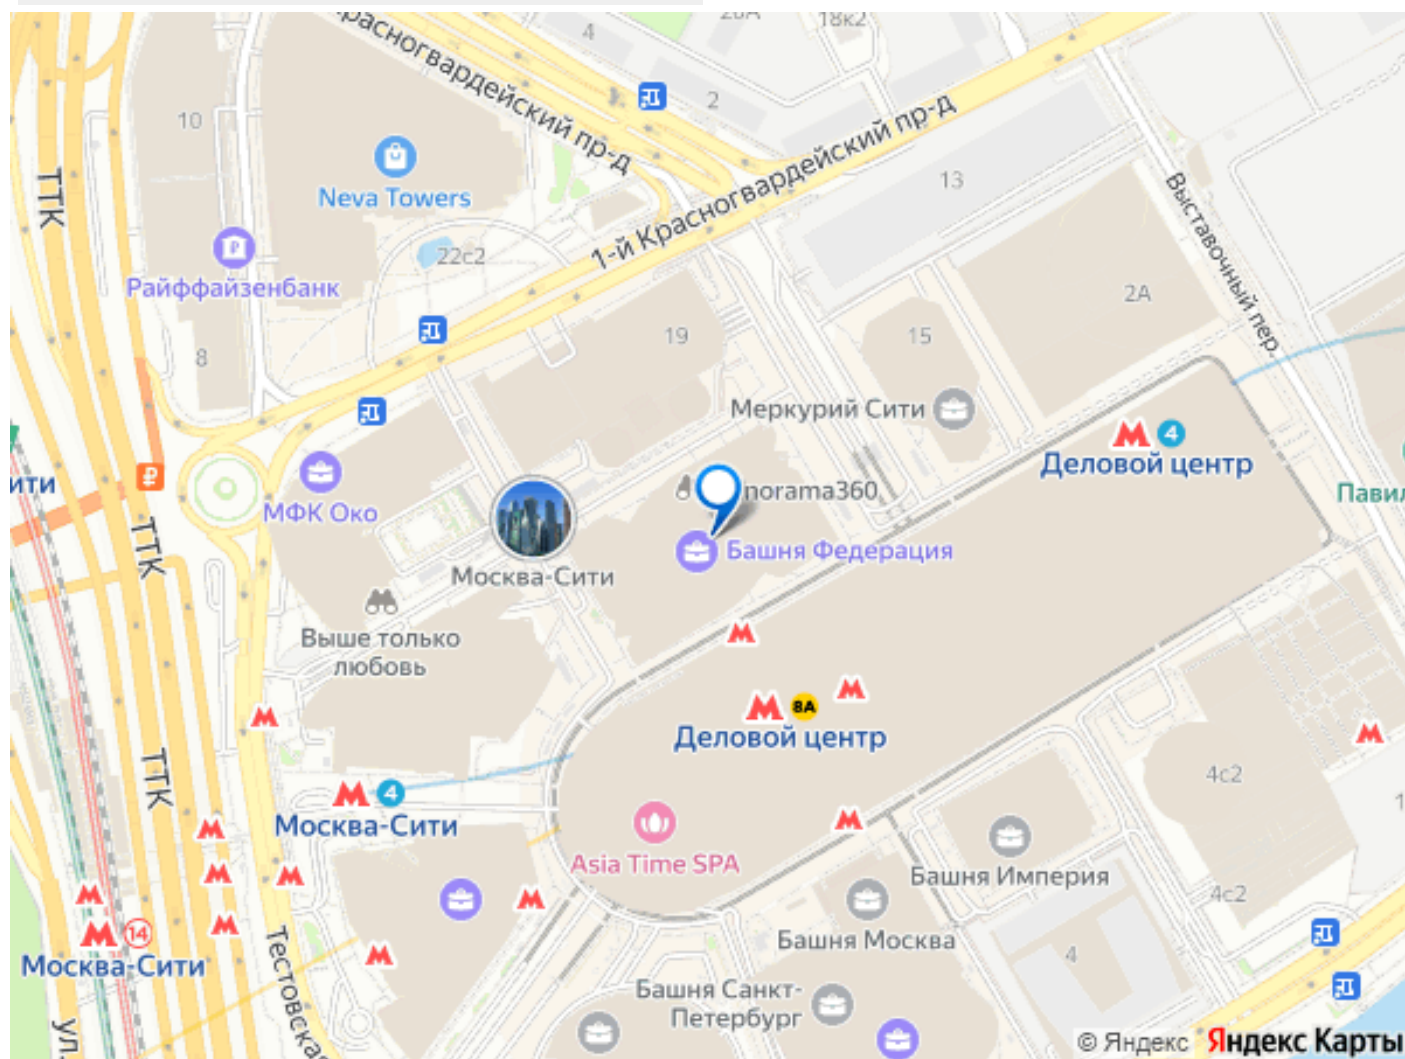 18к2
4
2
Красногвардейский пр-д
1-й Красногвардейский пр-д
10
13
ТТК
Neva Towers
Выставочный пер.
22с2
Райффайзенбанк
2А
19
15
8
Меркурий Сити
4
Деловой центр
МФК Око
norama360
Башня Федерация
ТТК
Москва-Сити
Выше только
любовь
8А
Деловой центр
ТТК
4
Москва-Сити
4с2
Asia Time SPA
Башня Империя
4с2
14
Москва-Сити
Башня Москва
4
Тестовская
Башня Санкт-
Петербург
ул.
© Яндекс Яндекс Карты